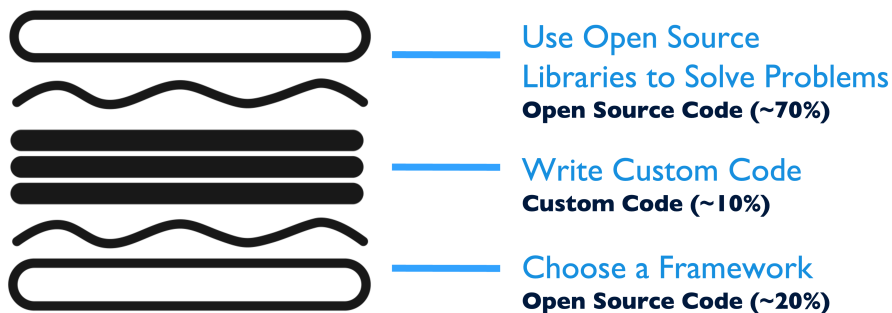 Use Open Source
Libraries to Solve Problems
Open Source Code (~70%)
Write Custom Code
Custom Code (~10%)
Choose a Framework
Open Source Code (~20%)